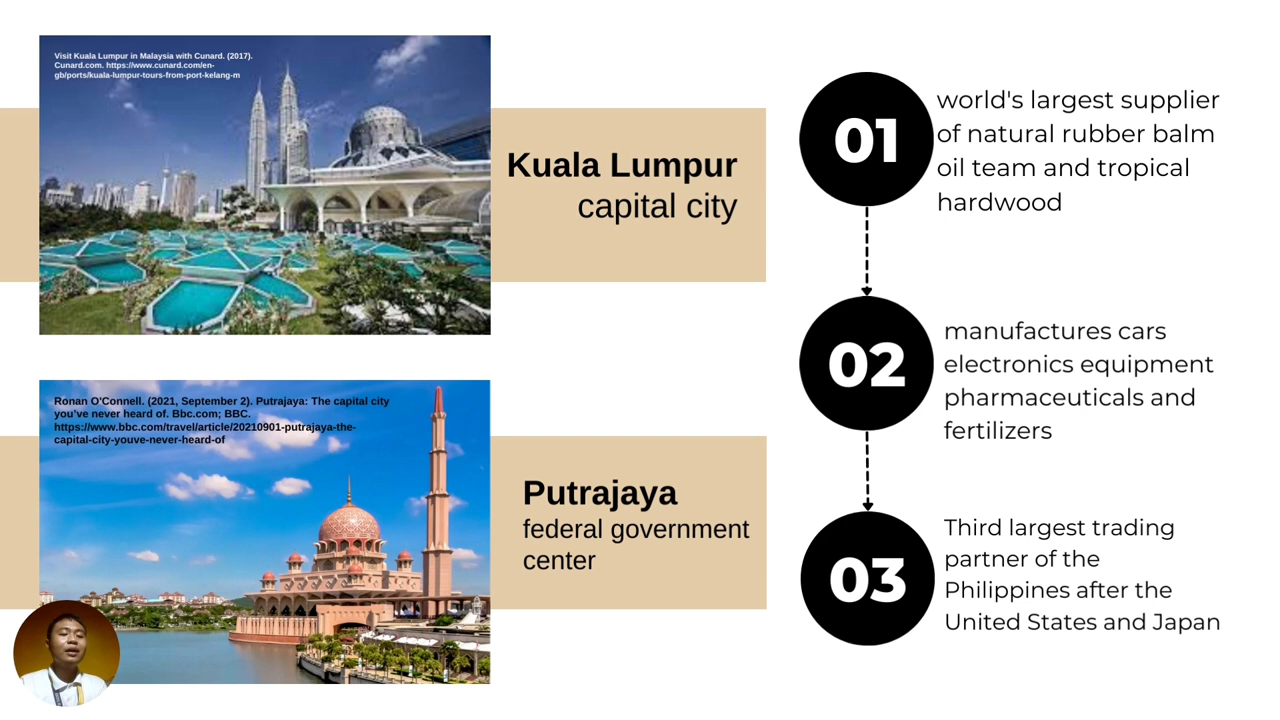 Visit Kuala Lumpur in Malaysia with Cunard. (2017).
Cunard.com. https://www.cunard.com/en-
gb/ports/kuala-lumpur-tours-from-port-kelang-m
Kuala Lumpur
capital city
Ronan O'Connell. (2021, September 2). Putrajaya: The capital city
you've never heard of. Bbc.com; BBC.
https://www.bbc.com/travel/article/20210901-putrajaya-the-
capital-city-youve-never-heard-of
Putrajaya
federal government
center
01
world's largest supplier
of natural rubber balm
oil team and tropical
hardwood
02
manufactures cars
electronics equipment
pharmaceuticals and
fertilizers
03
Third largest trading
partner of the
Philippines after the
United States and Japan